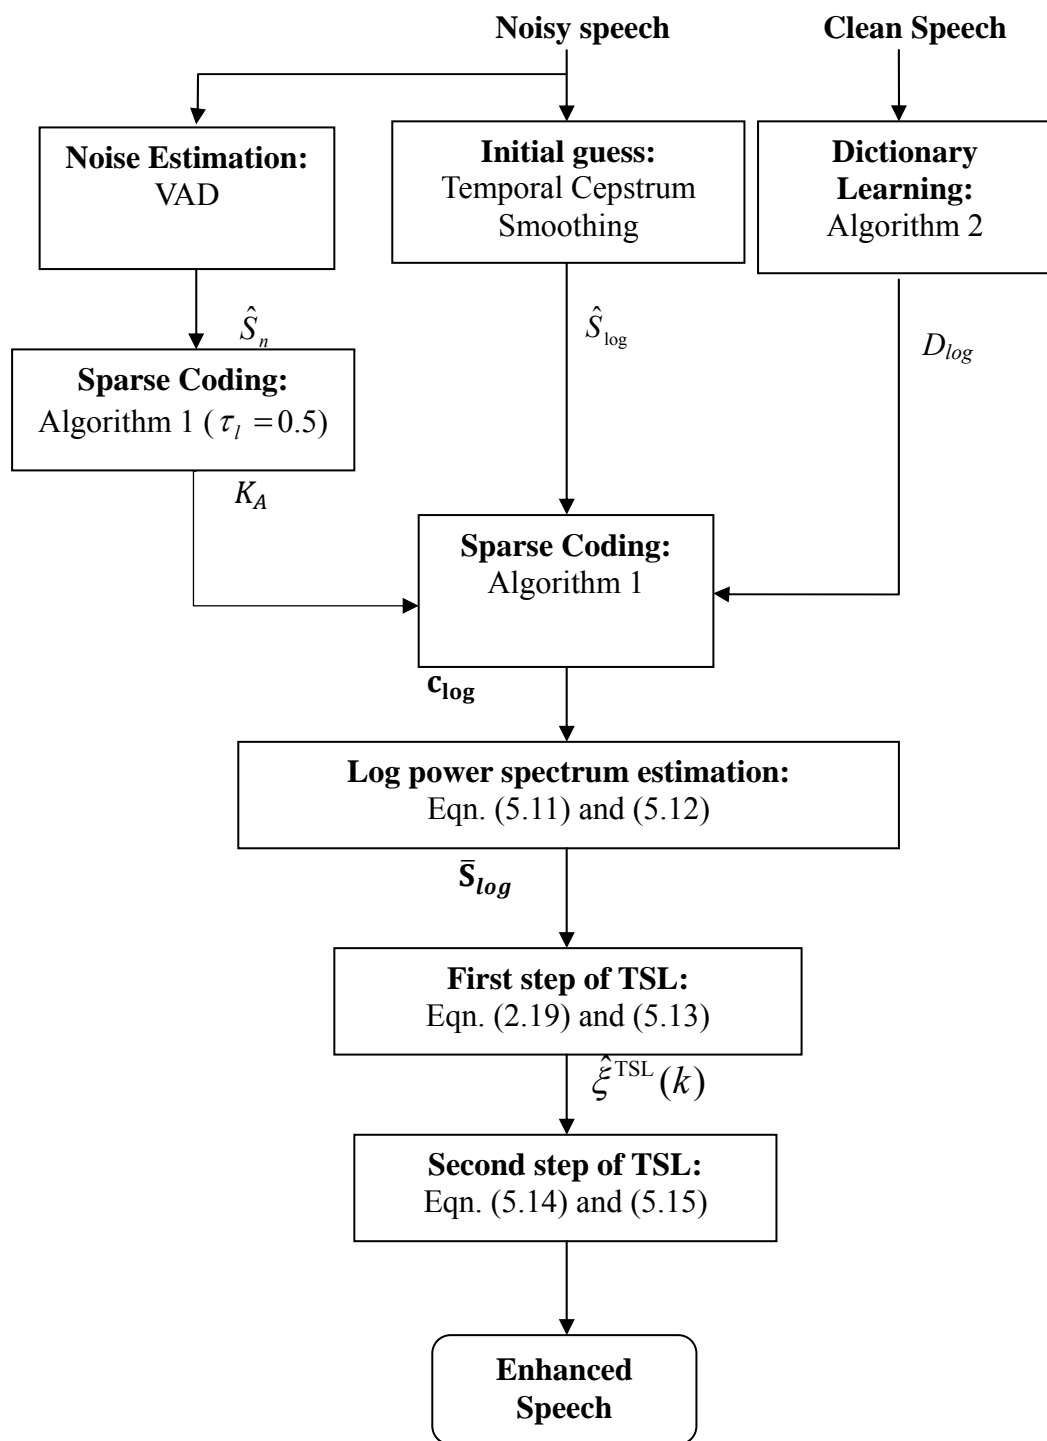 Noisy speech
Clean Speech
Noise Estimation:
VAD
Initial guess:
Temporal Cepstrum
Smoothing
Dictionary
Learning:
Algorithm 2
Ŝₙ
Ŝ_log
D_log
Sparse Coding:
Algorithm 1 (τ_l = 0.5)
K_A
Sparse Coding:
Algorithm 1
c_log
Log power spectrum estimation:
Eqn. (5.11) and (5.12)
S̄_log
First step of TSL:
Eqn. (2.19) and (5.13)
ξ̂^TSL(k)
Second step of TSL:
Eqn. (5.14) and (5.15)
Enhanced
Speech